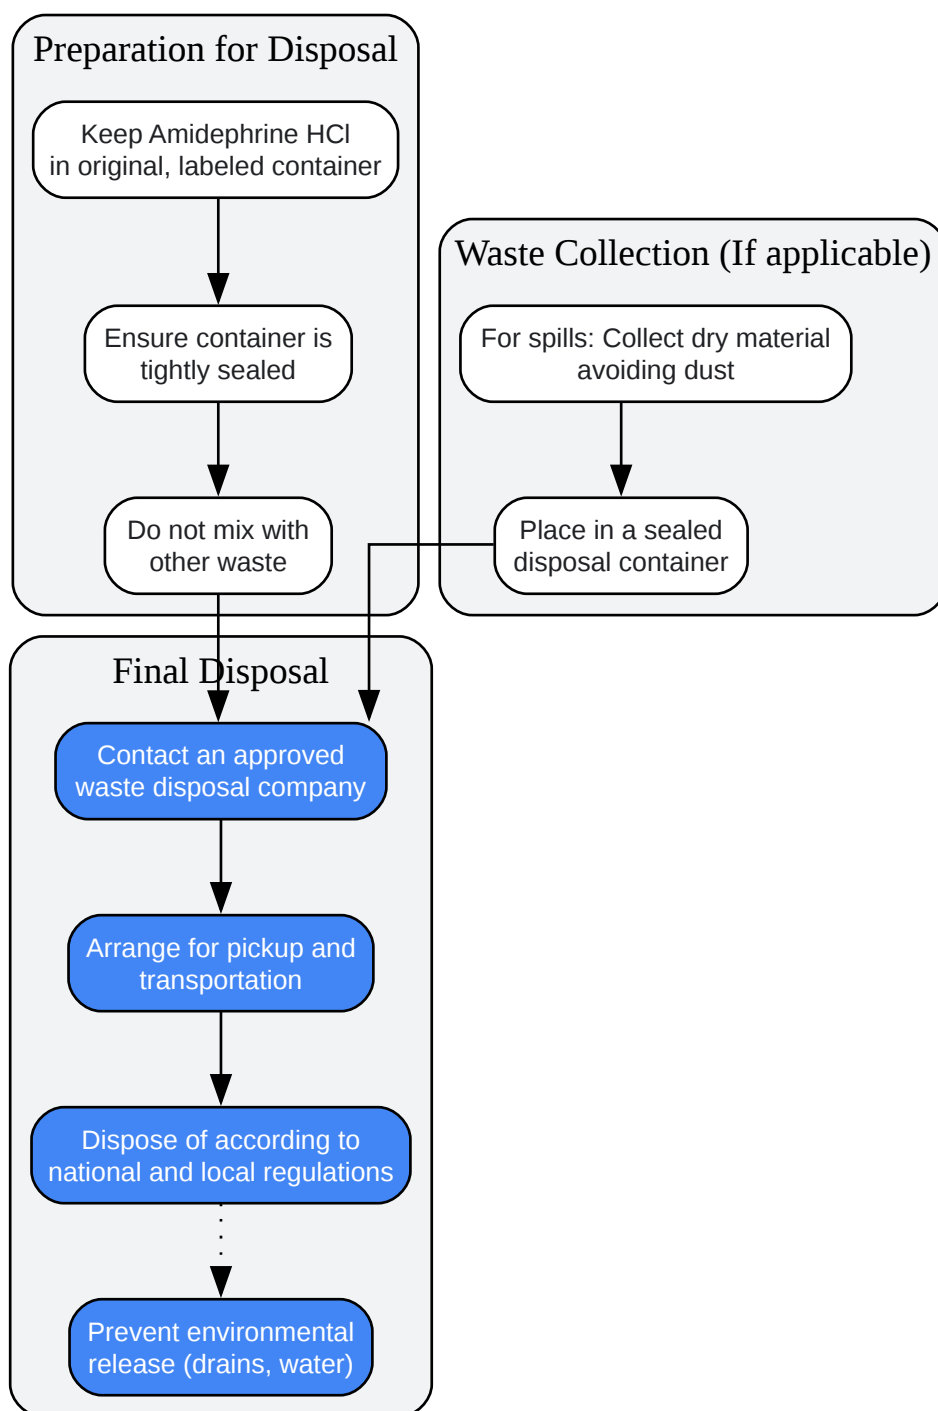 Preparation for Disposal
Keep Amidephrine HCl
in original, labeled container
Ensure container is
tightly sealed
Do not mix with
other waste
Waste Collection (If applicable)
For spills: Collect dry material
avoiding dust
Place in a sealed
disposal container
Final Disposal
Contact an approved
waste disposal company
Arrange for pickup and
transportation
Dispose of according to
national and local regulations
Prevent environmental
release (drains, water)